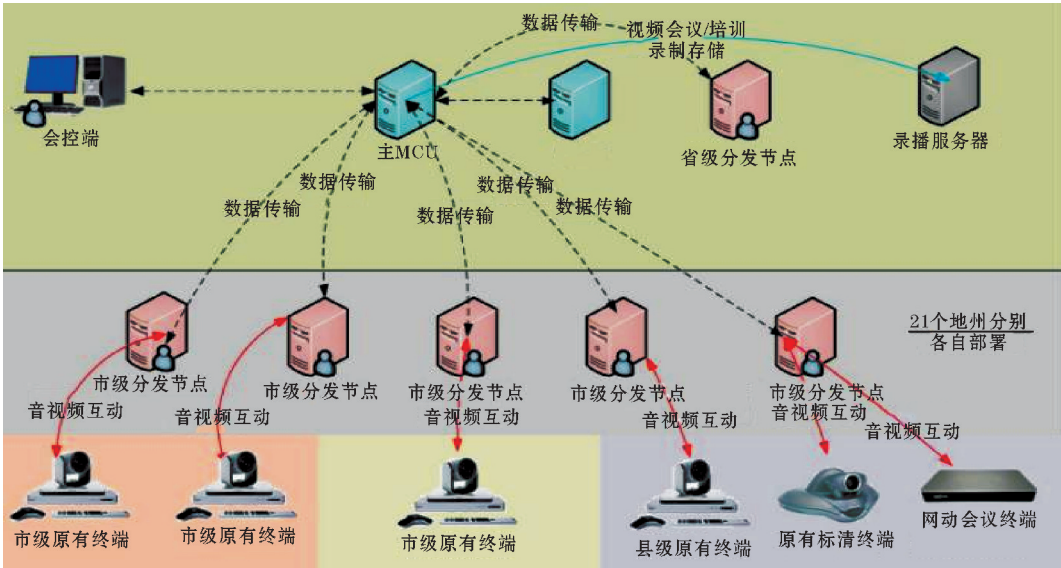 数据传输
视频会议/培训
录制存储
会控端
主MCU
省级分发节点
录播服务器
数据传输
数据传输
数据传输
数据传输
数据传输
21个地州分别
各自部署
市级分发节点
市级分发节点
市级分发节点
市级分发节点
市级分发节点
音视频互动
音视频互动
音视频互动
音视频互动
音视频互动
音视频互动
市级原有终端
市级原有终端
市级原有终端
县级原有终端
原有标清终端
网动会议终端